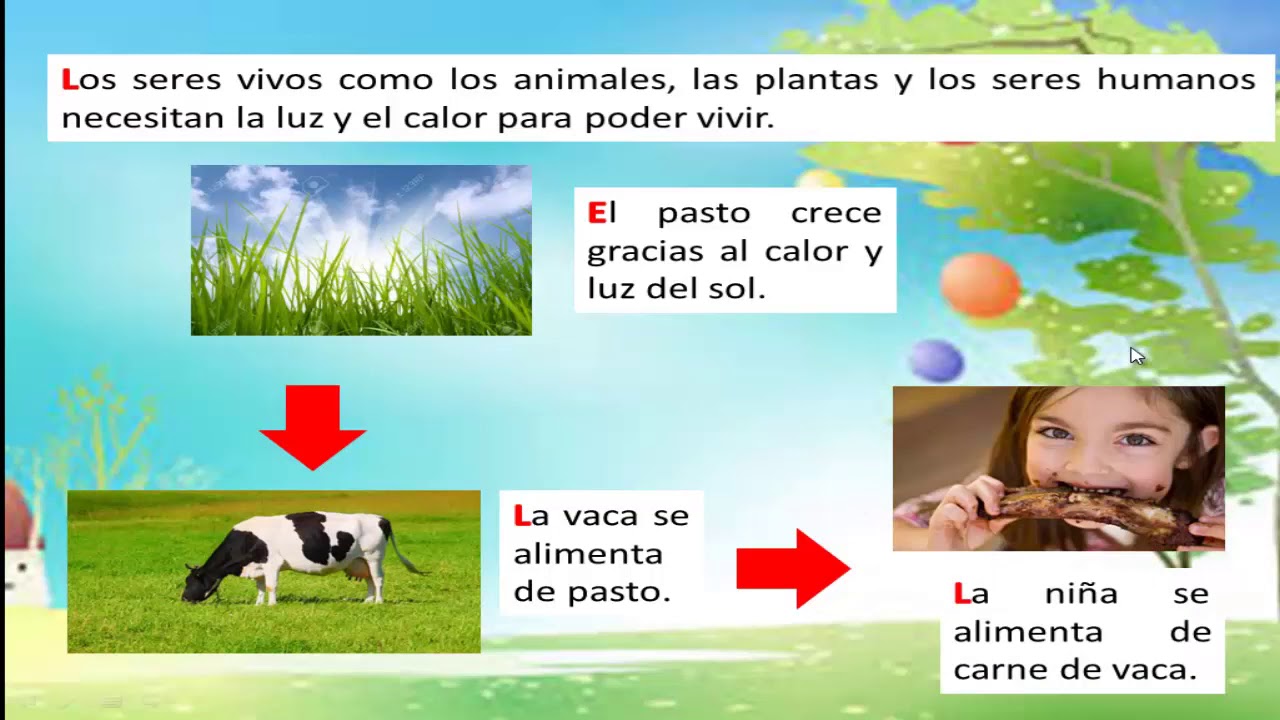 Los seres vivos como los animales, las plantas y los seres humanos
necesitan la luz y el calor para poder vivir.
El pasto crece
gracias al calor y
luz del sol.
La vaca se
alimenta
de pasto.
La niña se
alimenta de
carne de vaca.